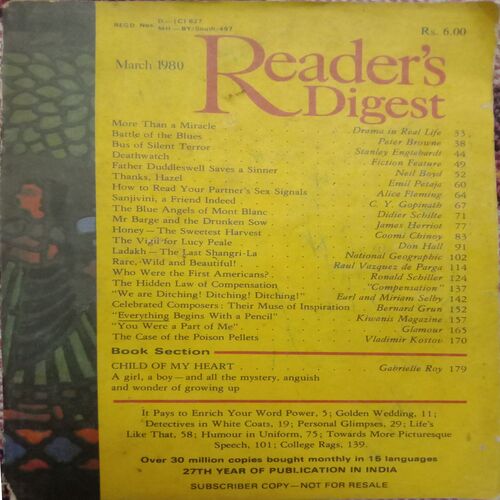 REGD. Nos. D.—(C) 627
MH — BY/South-497
Rs. 6.00
March 1980
Reader's
Digest
More Than a Miracle Drama in Real Life 33
Battle of the Blues Peter Browne 38
Bus of Silent Terror Stanley Englebardt 44
Deathwatch Fiction Feature 49
Father Duddleswell Saves a Sinner Neil Boyd 52
Thanks, Hazel Emil Petaja 60
How to Read Your Partner's Sex Signals Alice Fleming 64
Sanjivini, a Friend Indeed C. Y. Gopinath 67
The Blue Angels of Mont Blanc Didier Schilte 71
Mr Barge and the Drunken Sow James Herriot 77
Honey — The Sweetest Harvest Coomi Chinoy 83
The Vigil for Lucy Peale Don Hall 91
Ladakh — The Last Shangri-La National Geographic 102
Rare, Wild and Beautiful! Raul Vazquez de Parga 114
Who Were the First Americans? Ronald Schiller 124
The Hidden Law of Compensation "Compensation" 137
"We are Ditching! Ditching! Ditching!" Earl and Miriam Selby 142
Celebrated Composers: Their Muse of Inspiration Bernard Grun 152
"Everything Begins With a Pencil" Kiwanis Magazine 157
"You Were a Part of Me" Glamour 165
The Case of the Poison Pellets Vladimir Kostov 170
Book Section
CHILD OF MY HEART Gabrielle Roy 179
A girl, a boy — and all the mystery, anguish
and wonder of growing up
It Pays to Enrich Your Word Power, 5; Golden Wedding, 11;
Detectives in White Coats, 19; Personal Glimpses, 29; Life's
Like That, 58; Humour in Uniform, 75; Towards More Picturesque
Speech, 101; College Rags, 139.
Over 30 million copies bought monthly in 15 languages
27TH YEAR OF PUBLICATION IN INDIA
SUBSCRIBER COPY — NOT FOR RESALE